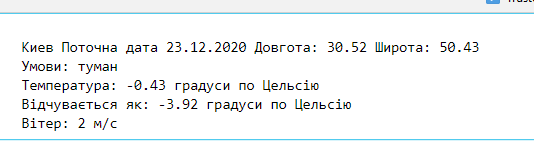 Киев Поточна дата 23.12.2020 Довгота: 30.52 Широта: 50.43
Умови: туман
Температура: -0.43 градуси по Цельсію
Відчувається як: -3.92 градуси по Цельсію
Вітер: 2 м/с